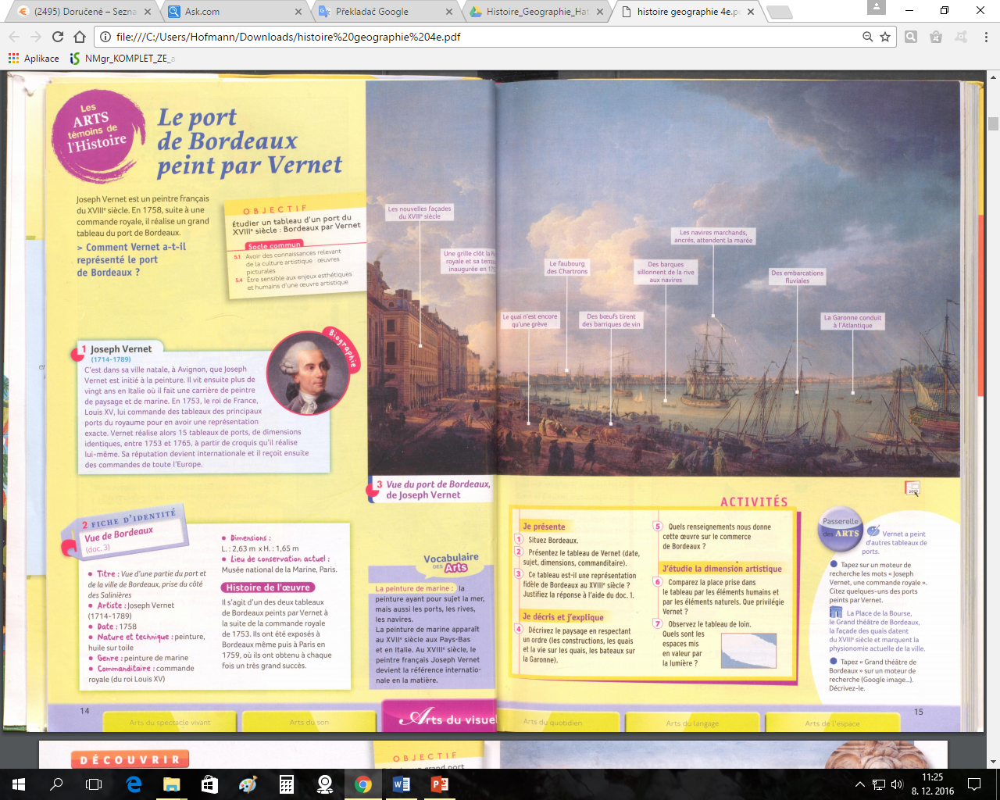 (2495) Doručené – Sezna
Ask.com
Překladač Google
Histoire_Geographie_Hat
histoire geographie 4e.p
file:///C:/Users/Hofmann/Downloads/histoire%20geographie%204e.pdf
Aplikace
NMgr_KOMPLET_ZE_a
Les
ARTS
témoins de
l'Histoire
Le port
de Bordeaux
peint par Vernet
Joseph Vernet est un peintre français
du XVIIIe siècle. En 1758, suite à une
commande royale, il réalise un grand
tableau du port de Bordeaux.
> Comment Vernet a-t-il
représenté le port
de Bordeaux ?
OBJECTIF
Étudier un tableau d'un port du
XVIIIe siècle : Bordeaux par Vernet
Socle commun
5.1 Avoir des connaissances relevant
de la culture artistique : œuvres
picturales
5.4 Être sensible aux enjeux esthétiques
et humains d'une œuvre artistique
1 Joseph Vernet
(1714-1789)
Biographie
C'est dans sa ville natale, à Avignon, que Joseph
Vernet est initié à la peinture. Il vit ensuite plus de
vingt ans en Italie où il fait une carrière de peintre
de paysage et de marine. En 1753, le roi de France,
Louis XV, lui commande des tableaux des principaux
ports du royaume pour en avoir une représentation
exacte. Vernet réalise alors 15 tableaux de ports, de dimensions
identiques, entre 1753 et 1765, à partir de croquis qu'il réalise
lui-même. Sa réputation devient internationale et il reçoit ensuite
des commandes de toute l'Europe.
2 FICHE D'IDENTITÉ
Vue de Bordeaux
(doc. 3)
• Titre : Vue d'une partie du port et
de la ville de Bordeaux, prise du côté
des Salinières
• Artiste : Joseph Vernet
(1714-1789)
• Date : 1758
• Nature et technique : peinture,
huile sur toile
• Genre : peinture de marine
• Commanditaire : commande
royale (du roi Louis XV)
• Dimensions :
L. : 2,63 m x H. : 1,65 m
• Lieu de conservation actuel :
Musée national de la Marine, Paris.
Histoire de l'œuvre
Il s'agit d'un des deux tableaux
de Bordeaux peints par Vernet à
la suite de la commande royale
de 1753. Ils ont été exposés à
Bordeaux même puis à Paris en
1759, où ils ont obtenu à chaque
fois un très grand succès.
Les nouvelles façades
du XVIIIe siècle
Une grille clôt la
royale et sa
inaugurée en
Le Faubourg
des Chartrons
Des barques
sillonnent de la rive
aux navires
Les navires marchands,
ancrés, attendent la marée
Des embarcations
fluviales
Le quai n'est encore
qu'une grève
Des bœufs tirent
des barriques de vin
La Garonne conduit
à l'Atlantique
3 Vue du port de Bordeaux,
de Joseph Vernet
Vocabulaire
DES Arts
La peinture de marine : la
peinture ayant pour sujet la mer,
mais aussi les ports, les rives,
les navires.
La peinture de marine apparaît
au XVIIe siècle aux Pays-Bas
et en Italie. Au XVIIIe siècle, le
peintre français Joseph Vernet
devient la référence internatio-
nale en la matière.
ACTIVITÉS
Je présente
1 Situez Bordeaux.
2 Présentez le tableau de Vernet (date,
sujet, dimensions, commanditaire).
3 Ce tableau est-il une représentation
fidèle de Bordeaux au XVIIIe siècle ?
Justifiez la réponse à l'aide du doc. 1.
Je décris et j'explique
4 Décrivez le paysage en respectant
un ordre (les constructions, les quais
et la vie sur les quais, les bateaux sur
la Garonne).
5 Quels renseignements nous donne
cette œuvre sur le commerce
de Bordeaux ?
J'étudie la dimension artistique
6 Comparez la place prise dans
le tableau par les éléments humains et
par les éléments naturels. Que privilégie
Vernet ?
7 Observez le tableau de loin.
Quels sont les
espaces mis
en valeur par
la lumière ?
Passerelle
des ARTS
Vernet a peint
d'autres tableaux de
ports.
• Tapez sur un moteur de
recherche les mots « Joseph
Vernet, une commande royale ».
Citez quelques-uns des ports
peints par Vernet.
La Place de la Bourse,
le Grand théâtre de Bordeaux,
la façade des quais datent
du XVIIIe siècle et marquent la
physionomie actuelle de la ville.
• Tapez « Grand théâtre de
Bordeaux » sur un moteur de
recherche (Google image...).
Décrivez-le.
14
Arts du spectacle vivant
Arts du son
Arts du visuel
Arts du quotidien
Arts du langage
Arts de l'espace
15
DÉCOUVRIR
OBJECTIF
11:25
8. 12. 2016